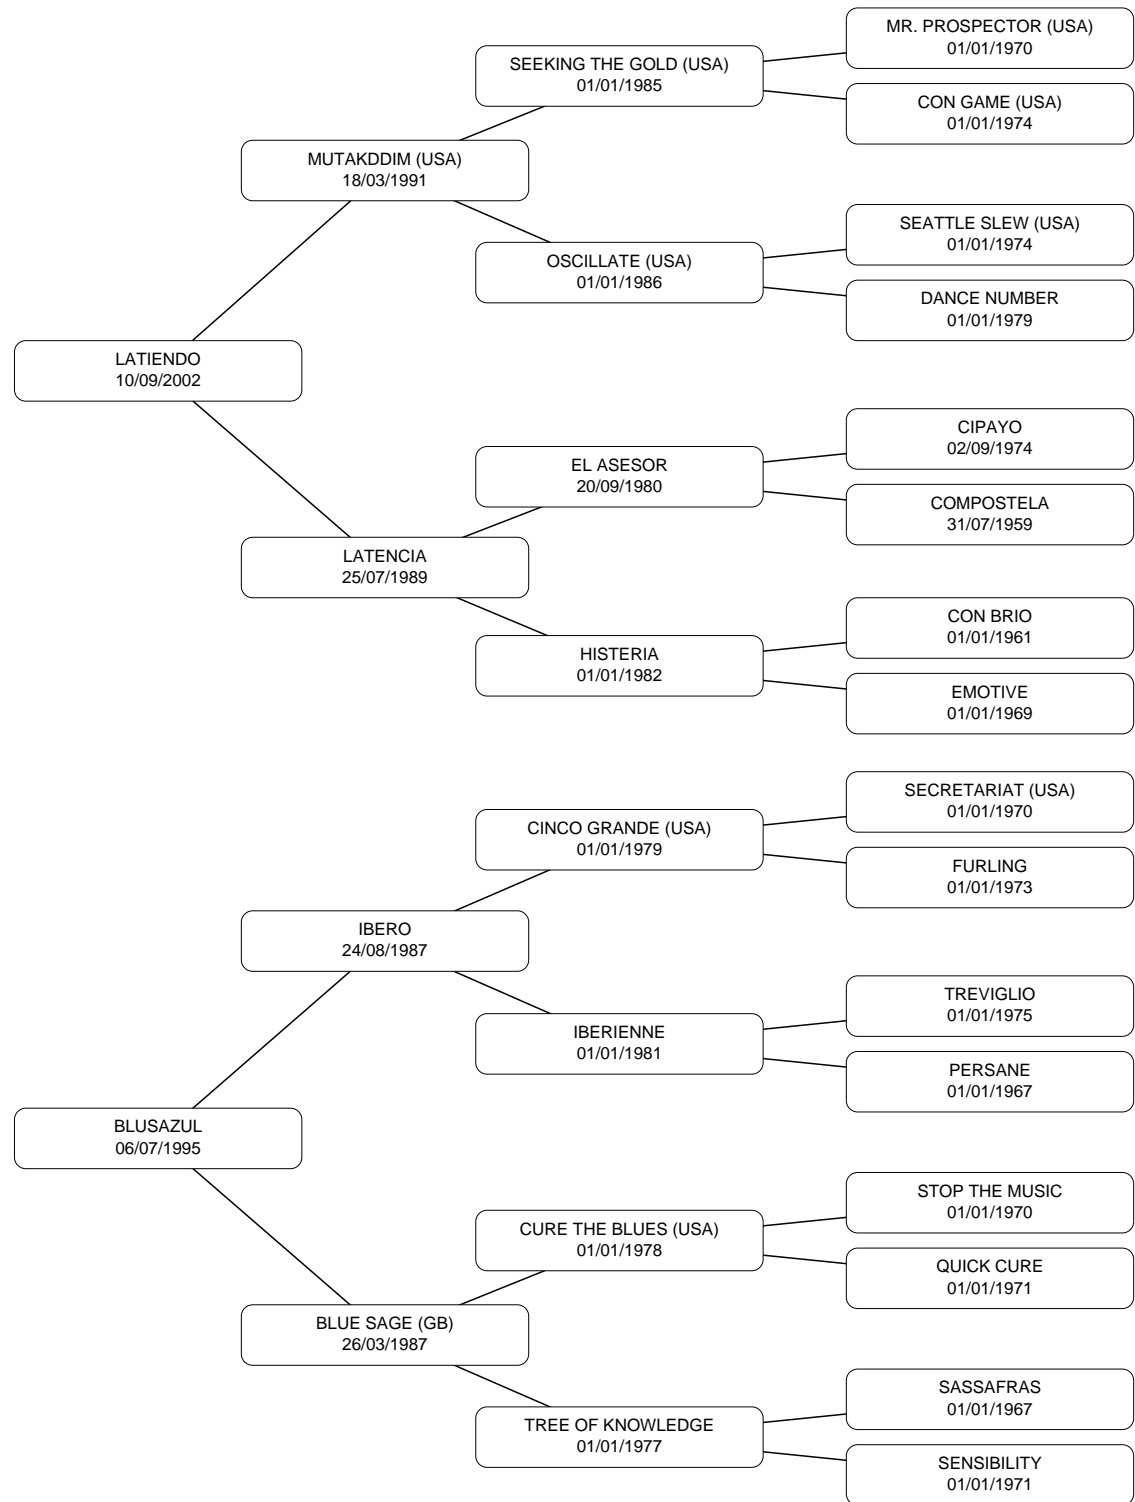 MR. PROSPECTOR (USA)
01/01/1970
SEEKING THE GOLD (USA)
01/01/1985
CON GAME (USA)
01/01/1974
MUTAKDDIM (USA)
18/03/1991
SEATTLE SLEW (USA)
01/01/1974
OSCILLATE (USA)
01/01/1986
DANCE NUMBER
01/01/1979
LATIENDO
10/09/2002
CIPAYO
02/09/1974
EL ASESOR
20/09/1980
COMPOSTELA
31/07/1959
LATENCIA
25/07/1989
CON BRIO
01/01/1961
HISTERIA
01/01/1982
EMOTIVE
01/01/1969
SECRETARIAT (USA)
01/01/1970
CINCO GRANDE (USA)
01/01/1979
FURLING
01/01/1973
IBERO
24/08/1987
TREVIGLIO
01/01/1975
IBERIENNE
01/01/1981
PERSANE
01/01/1967
BLUSAZUL
06/07/1995
STOP THE MUSIC
01/01/1970
CURE THE BLUES (USA)
01/01/1978
QUICK CURE
01/01/1971
BLUE SAGE (GB)
26/03/1987
SASSAFRAS
01/01/1967
TREE OF KNOWLEDGE
01/01/1977
SENSIBILITY
01/01/1971